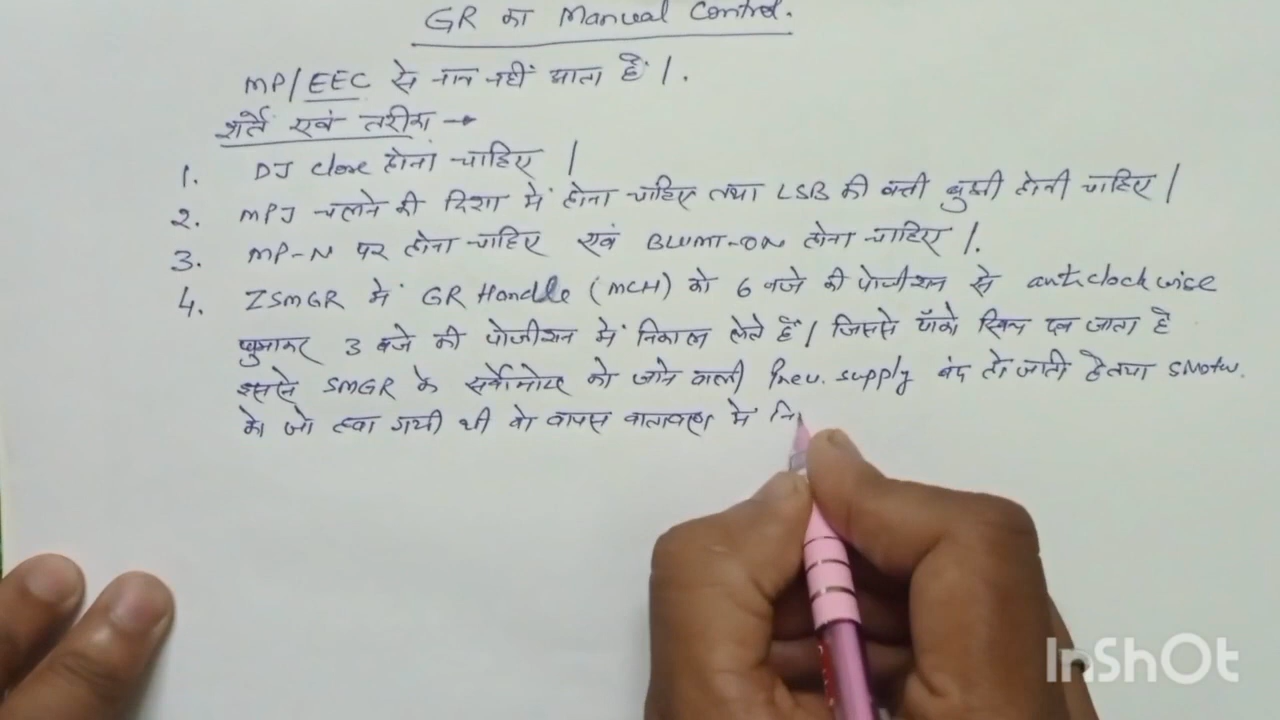 GR का Manual Control.
MP/EEC से नाच नहीं आता है।.
शर्ते एवं तरीका →
1. DJ close होना चाहिए।
2. MPJ चलने की दिशा में होना चाहिए तथा LSB की बत्ती बुझी होनी चाहिए।
3. MP-N पर होना चाहिए एवं BLUMT-ON होना चाहिए।.
4. ZSMGR में GR Handle (MCH) को 6 बजे की पोजीशन से anticlockwise
घुमाकर 3 बजे की पोजीशन में निकाल लेते हैं। जिससे पॉको स्विच दब जाता है
इससे SMGR के सर्वोमोटर को जाने वाली Pneu. supply बंद हो जाती है तथा SMotor.
को जो हवा गयी थी वो वापस वातावरण में नि
InShOt